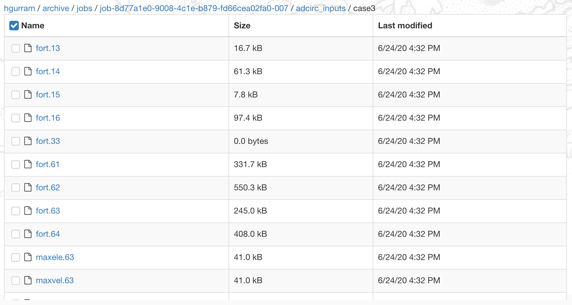 hgurram / archive / jobs / job-8d77a1e0-9008-4c1e-b879-fd66cea02fa0-007 / adcirc_inputs / case3
Name Size Last modified
fort.13 16.7 kB 6/24/20 4:32 PM
fort.14 61.3 kB 6/24/20 4:32 PM
fort.15 7.8 kB 6/24/20 4:32 PM
fort.16 97.4 kB 6/24/20 4:32 PM
fort.33 0.0 bytes 6/24/20 4:32 PM
fort.61 331.7 kB 6/24/20 4:32 PM
fort.62 550.3 kB 6/24/20 4:32 PM
fort.63 245.0 kB 6/24/20 4:32 PM
fort.64 408.0 kB 6/24/20 4:32 PM
maxele.63 41.0 kB 6/24/20 4:32 PM
maxvel.63 41.0 kB 6/24/20 4:32 PM